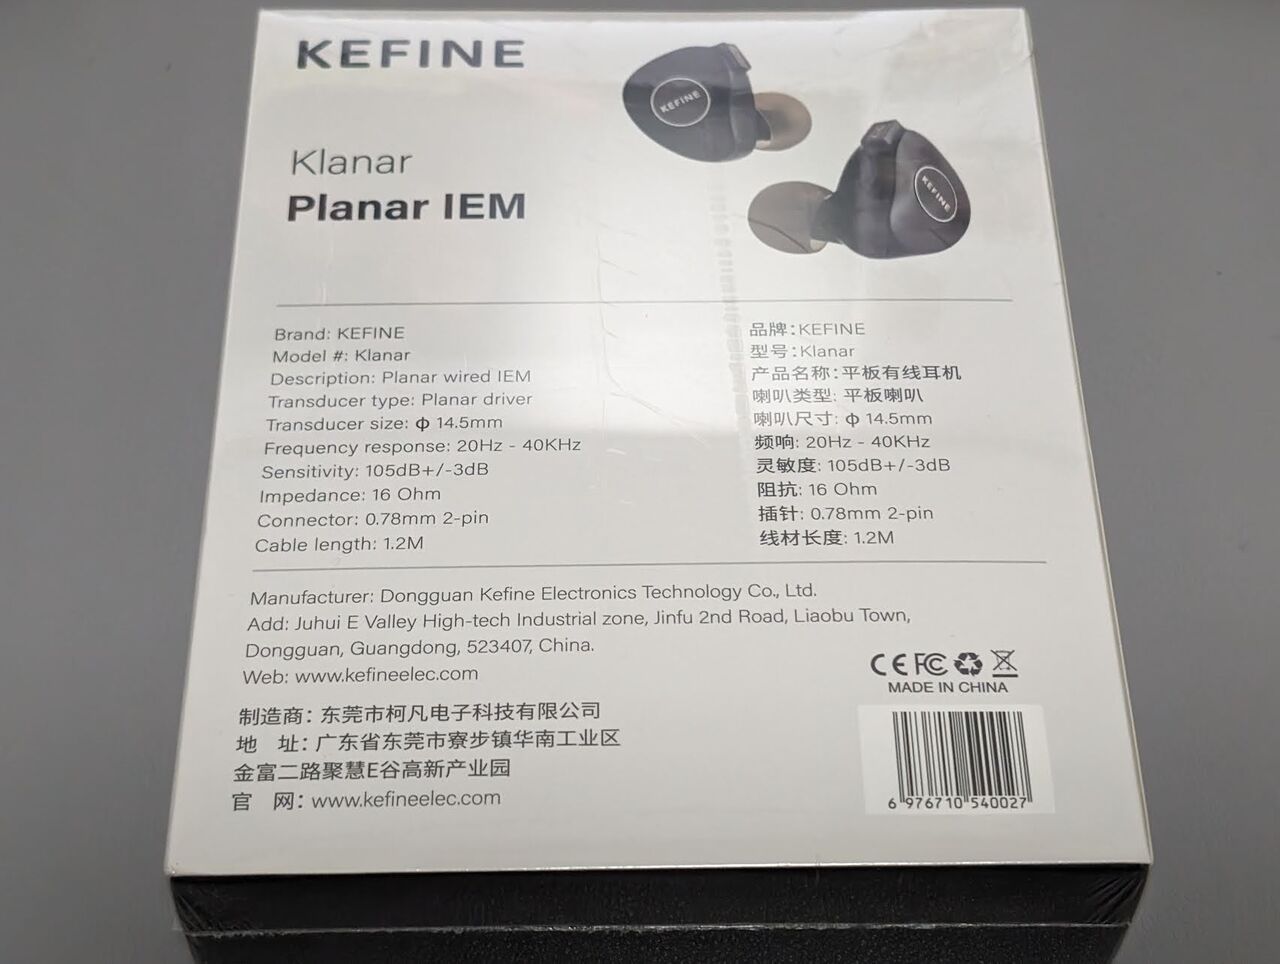 KEFINE
KEFINE
KEFINE
Klanar
Planar IEM
Brand: KEFINE
Model #: Klanar
Description: Planar wired IEM
Transducer type: Planar driver
Transducer size: ф 14.5mm
Frequency response: 20Hz - 40KHz
Sensitivity: 105dB+/-3dB
Impedance: 16 Ohm
Connector: 0.78mm 2-pin
Cable length: 1.2M
品牌:KEFINE
型号:Klanar
产品名称:平板有线耳机
喇叭类型: 平板喇叭
喇叭尺寸: ф 14.5mm
频响: 20Hz - 40KHz
灵敏度: 105dB+/-3dB
阻抗: 16 Ohm
插针: 0.78mm 2-pin
线材长度: 1.2M
Manufacturer: Dongguan Kefine Electronics Technology Co., Ltd.
Add: Juhui E Valley High-tech Industrial zone, Jinfu 2nd Road, Liaobu Town,
Dongguan, Guangdong, 523407, China.
Web: www.kefineelec.com
制造商: 东莞市柯凡电子科技有限公司
地 址: 广东省东莞市寮步镇华南工业区
金富二路聚慧E谷高新产业园
官 网: www.kefineelec.com
CE FC
MADE IN CHINA
6 976710 540027